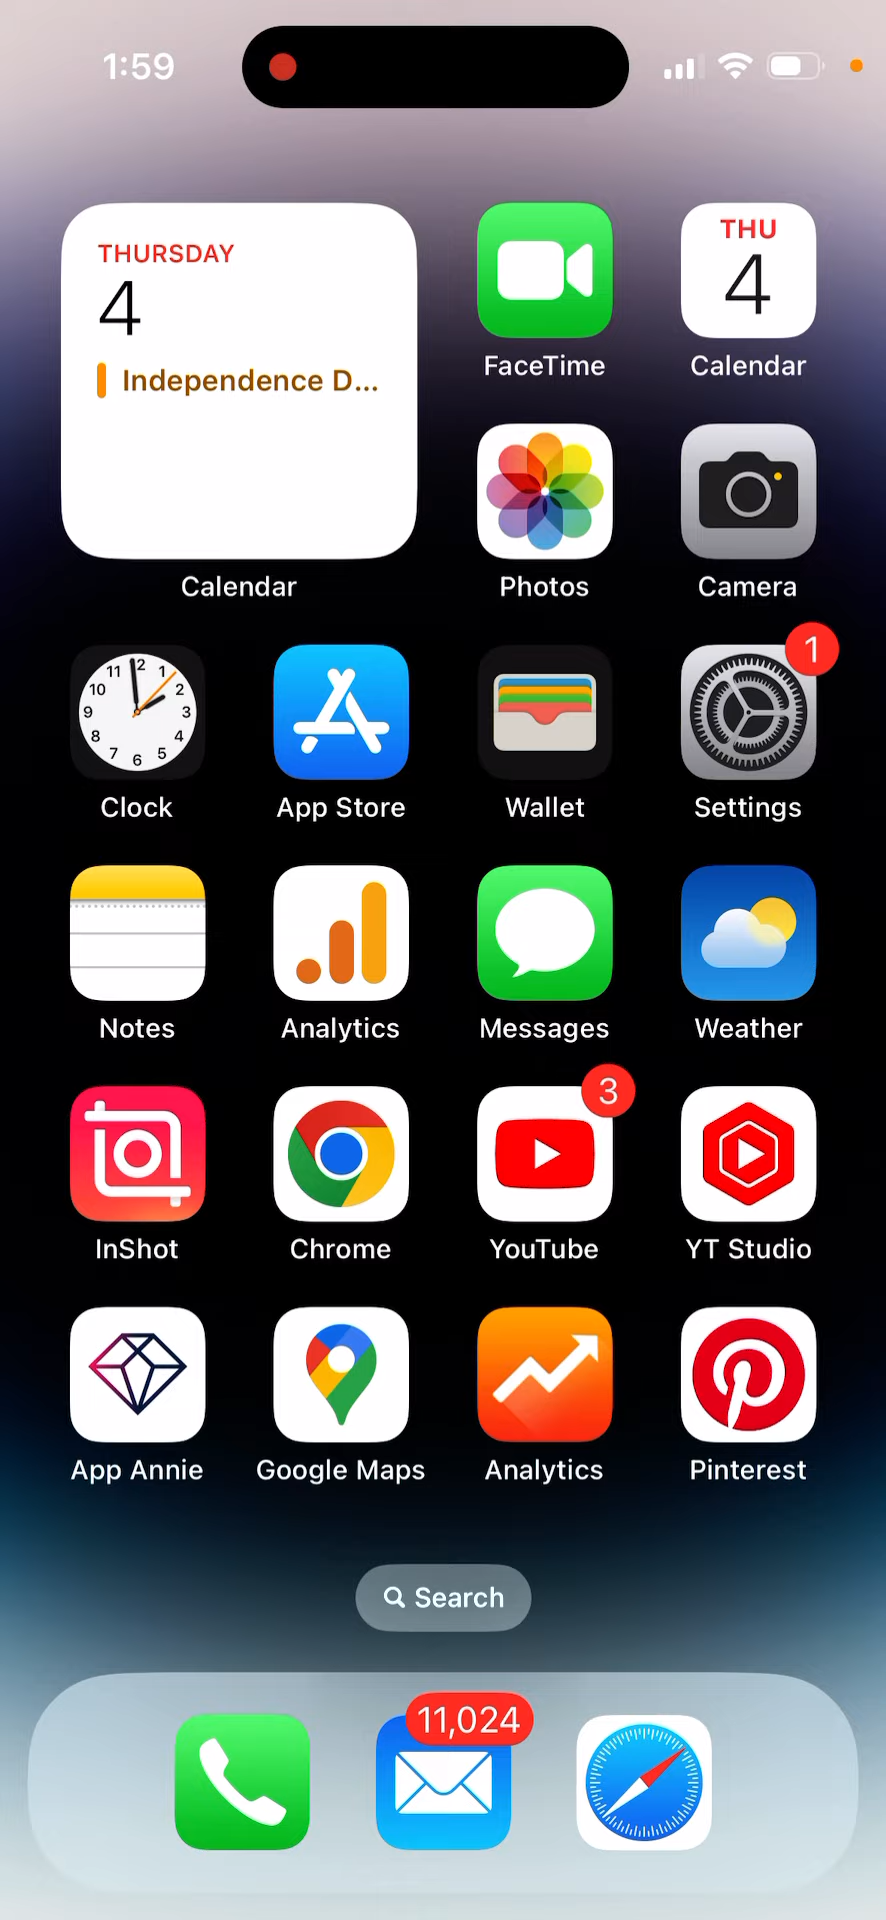 1:59
THURSDAY
4
Independence D...
Calendar
FaceTime
THU
4
Calendar
Photos
Camera
Clock
App Store
Wallet
1
Settings
Notes
Analytics
Messages
Weather
InShot
Chrome
3
YouTube
YT Studio
App Annie
Google Maps
Analytics
Pinterest
Search
11,024